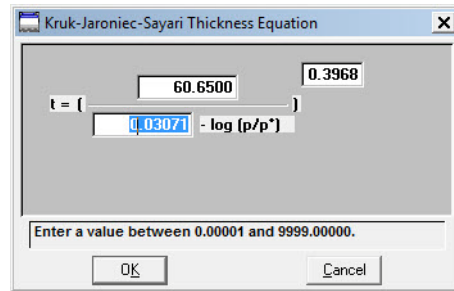 Kruk-Jaroniec-Sayari Thickness Equation
0.3968
60.6500
t = ( )
0.03071 - log (p/p*)
Enter a value between 0.00001 and 9999.00000.
OK Cancel